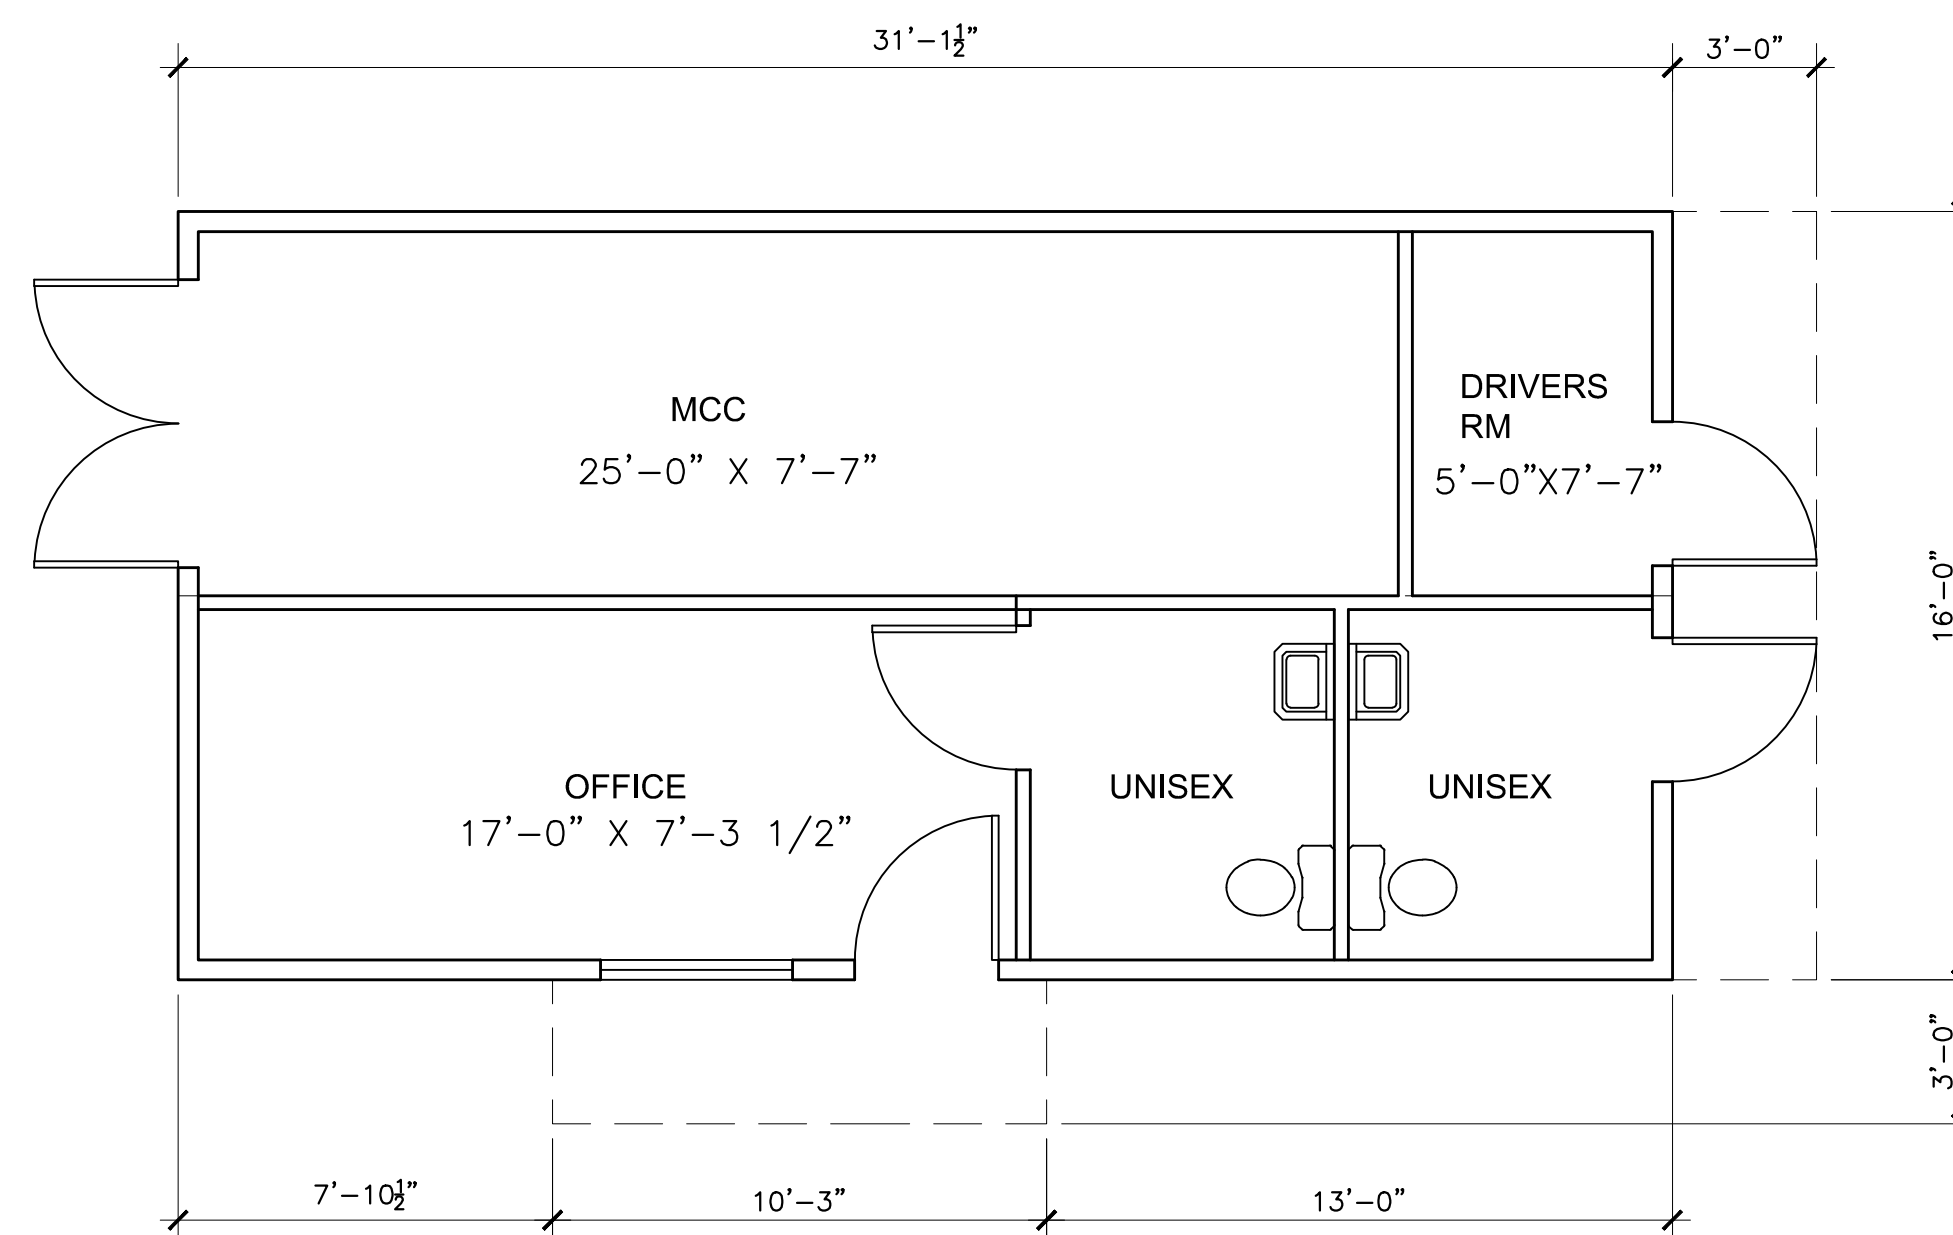 31’-1½”
3’-0”
MCC
25’-0” X 7’-7”
DRIVERS
RM
5’-0”X7’-7”
16’-0”
OFFICE
17’-0” X 7’-3 1/2”
UNISEX
UNISEX
3’-0”
7’-10½”
10’-3”
13’-0”